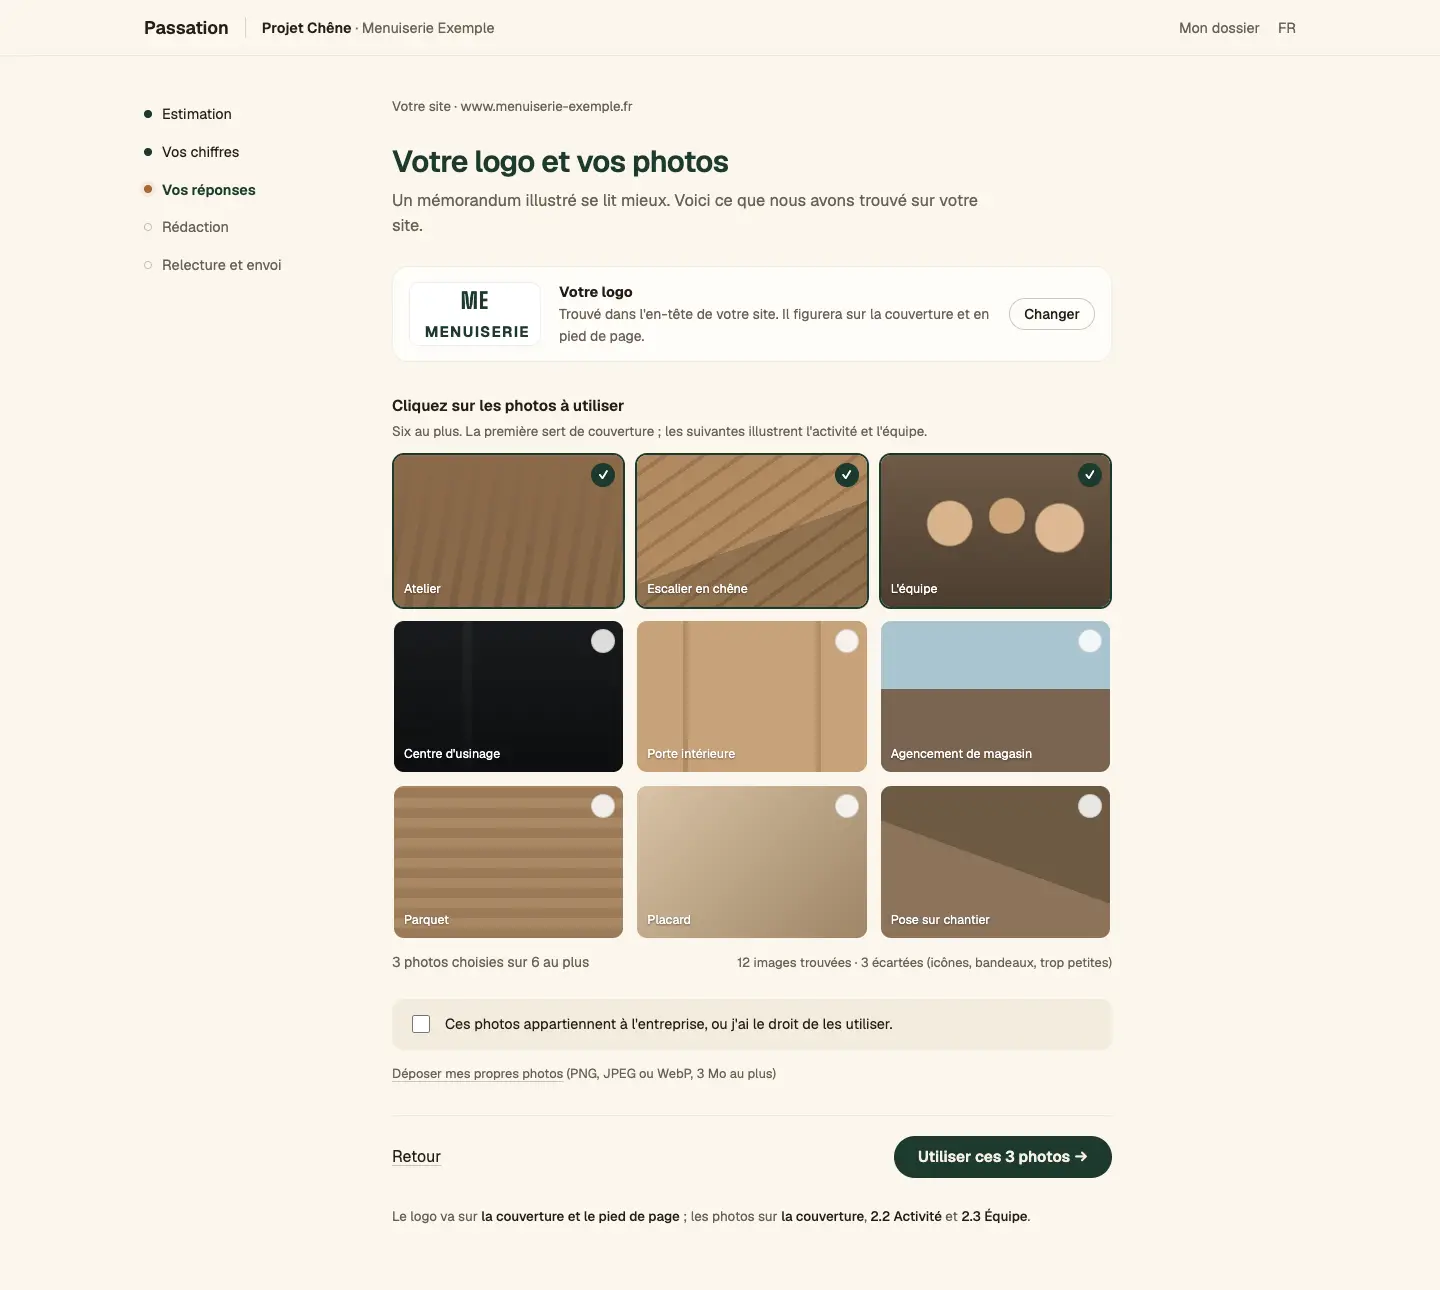 Passation
Projet Chêne · Menuiserie Exemple
Mon dossier
FR
Estimation
Vos chiffres
Vos réponses
Rédaction
Relecture et envoi
Votre site · www.menuiserie-exemple.fr
Votre logo et vos photos
Un mémorandum illustré se lit mieux. Voici ce que nous avons trouvé sur votre
site.
ME
MENUISERIE
Votre logo
Trouvé dans l'en-tête de votre site. Il figurera sur la couverture et en
pied de page.
Changer
Cliquez sur les photos à utiliser
Six au plus. La première sert de couverture ; les suivantes illustrent l'activité et l'équipe.
Atelier
Escalier en chêne
L'équipe
Centre d'usinage
Porte intérieure
Agencement de magasin
Parquet
Placard
Pose sur chantier
3 photos choisies sur 6 au plus
12 images trouvées · 3 écartées (icônes, bandeaux, trop petites)
Ces photos appartiennent à l'entreprise, ou j'ai le droit de les utiliser.
Déposer mes propres photos (PNG, JPEG ou WebP, 3 Mo au plus)
Retour
Utiliser ces 3 photos →
Le logo va sur la couverture et le pied de page ; les photos sur la couverture, 2.2 Activité et 2.3 Équipe.